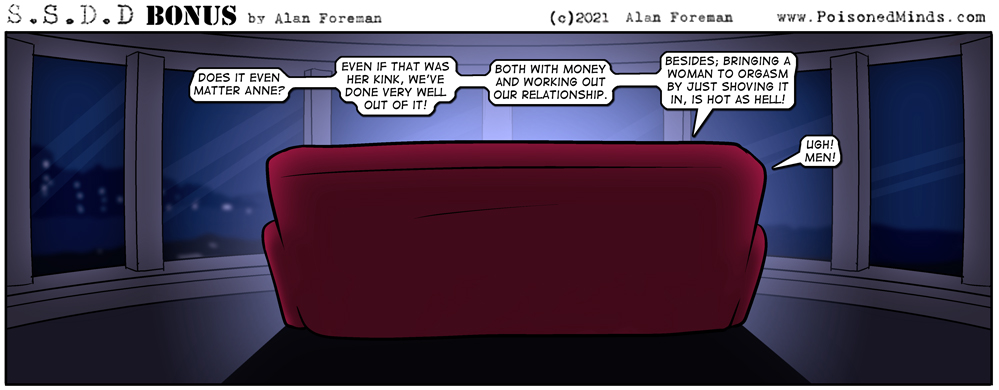 S.S.D.D BONUS by Alan Foreman (c)2021 Alan Foreman www.PoisonedMinds.com
DOES IT EVEN
MATTER ANNE?
EVEN IF THAT WAS
HER KINK, WE'VE
DONE VERY WELL
OUT OF IT!
BOTH WITH MONEY
AND WORKING OUT
OUR RELATIONSHIP.
BESIDES; BRINGING A
WOMAN TO ORGASM
BY JUST SHOVING IT
IN, IS HOT AS HELL!
UGH!
MEN!